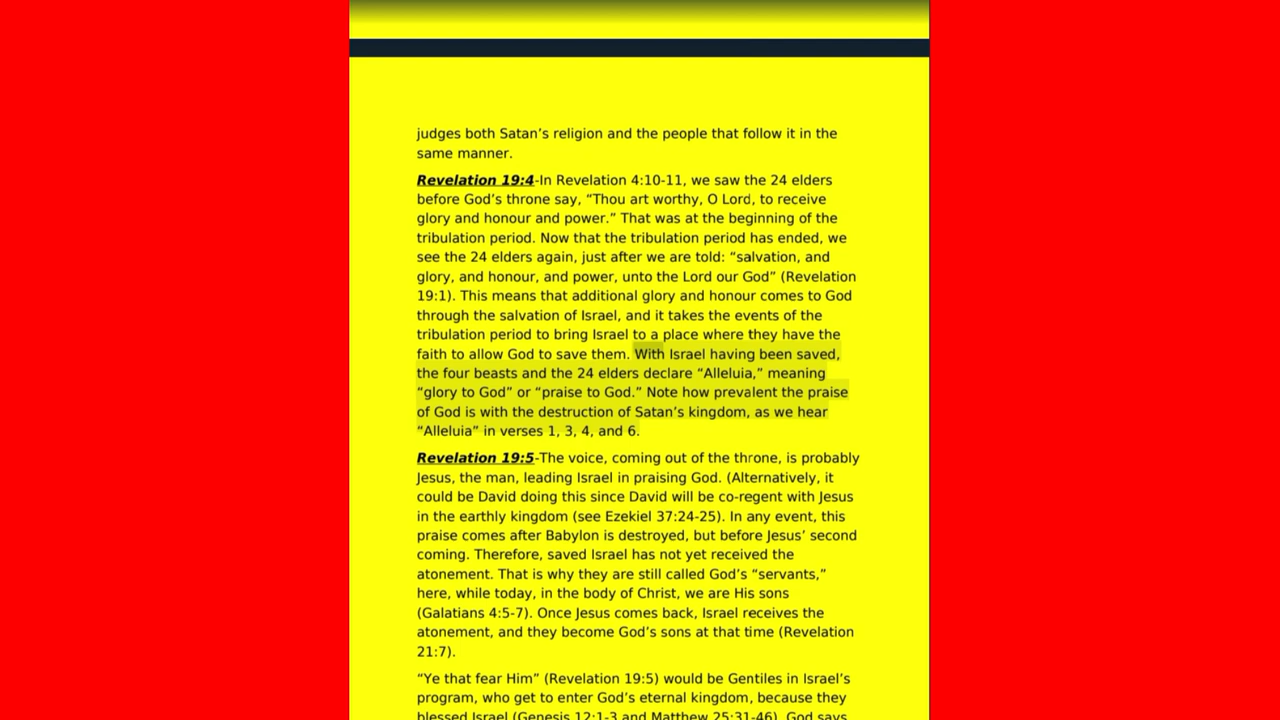 judges both Satan’s religion and the people that follow it in the
same manner.
Revelation 19:4-In Revelation 4:10-11, we saw the 24 elders
before God’s throne say, “Thou art worthy, O Lord, to receive
glory and honour and power.” That was at the beginning of the
tribulation period. Now that the tribulation period has ended, we
see the 24 elders again, just after we are told: “salvation, and
glory, and honour, and power, unto the Lord our God” (Revelation
19:1). This means that additional glory and honour comes to God
through the salvation of Israel, and it takes the events of the
tribulation period to bring Israel to a place where they have the
faith to allow God to save them. With Israel having been saved,
the four beasts and the 24 elders declare “Alleluia,” meaning
“glory to God” or “praise to God.” Note how prevalent the praise
of God is with the destruction of Satan’s kingdom, as we hear
“Alleluia” in verses 1, 3, 4, and 6.
Revelation 19:5-The voice, coming out of the throne, is probably
Jesus, the man, leading Israel in praising God. (Alternatively, it
could be David doing this since David will be co-regent with Jesus
in the earthly kingdom (see Ezekiel 37:24-25). In any event, this
praise comes after Babylon is destroyed, but before Jesus’ second
coming. Therefore, saved Israel has not yet received the
atonement. That is why they are still called God’s “servants,”
here, while today, in the body of Christ, we are His sons
(Galatians 4:5-7). Once Jesus comes back, Israel receives the
atonement, and they become God’s sons at that time (Revelation
21:7).
“Ye that fear Him” (Revelation 19:5) would be Gentiles in Israel’s
program, who get to enter God’s eternal kingdom, because they
blessed Israel (Genesis 12:1-3 and Matthew 25:31-46). God says